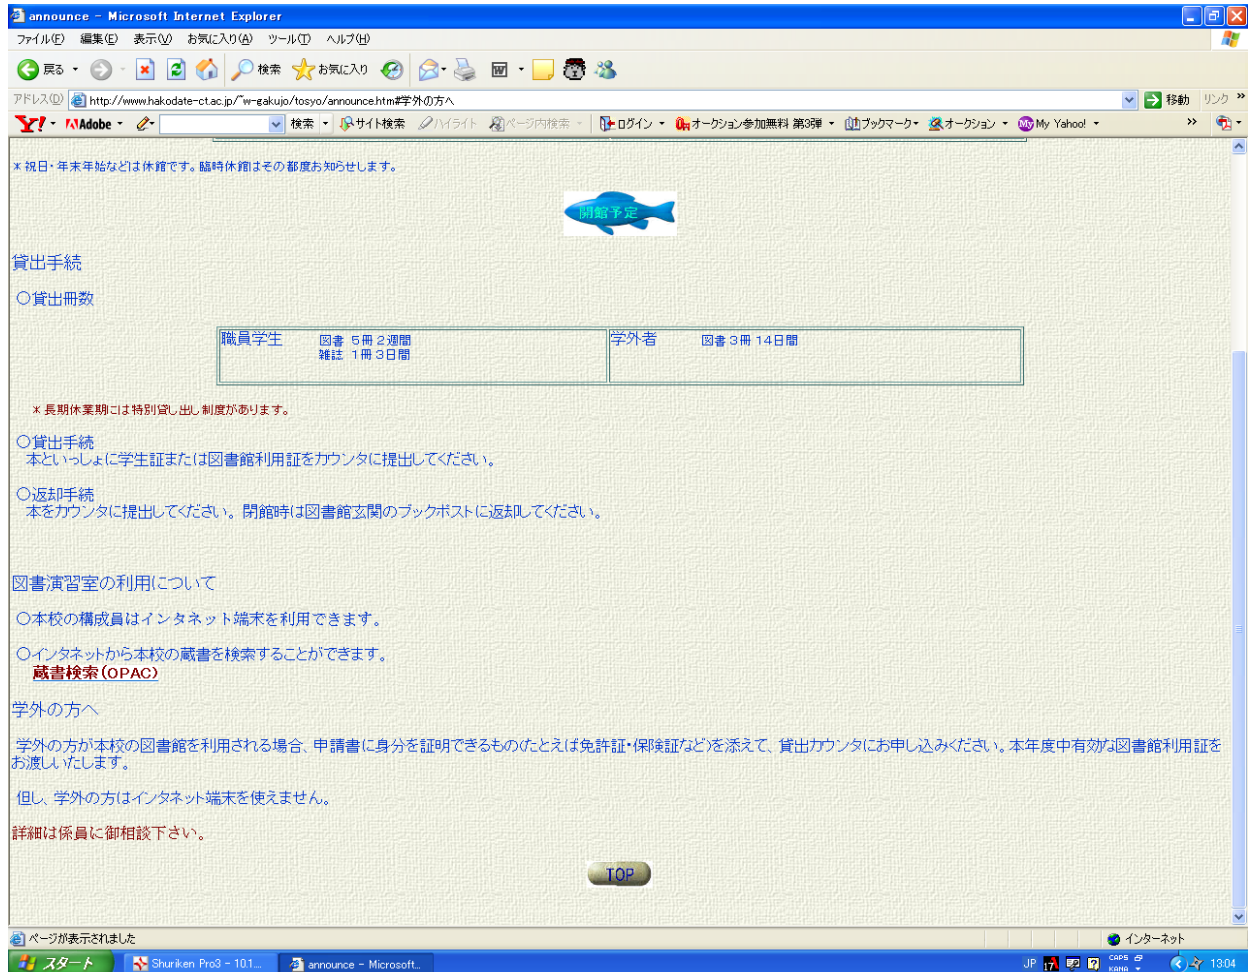 announce - Microsoft Internet Explorer
ファイル(F) 編集(E) 表示(V) お気に入り(A) ツール(T) ヘルプ(H)
戻る 検索 お気に入り
アドレス(D) http://www.hakodate-ct.ac.jp/~w-gakujo/tosyo/announce.htm#学外の方へ 移動 リンク »
Y! Adobe 検索 サイト検索 ハイライト ページ内検索 ログイン オークション参加無料 第3弾 ブックマーク オークション My Yahoo! »
* 祝日・年末年始などは休館です。臨時休館はその都度お知らせします。
開館予定
貸出手続
○貸出冊数
職員学生 図書 5冊2週間 学外者 図書3冊 14日間
雑誌 1冊3日間
* 長期休業期には特別貸し出し制度があります。
○貸出手続
本といっしょに学生証または図書館利用証をカウンタに提出してください。
○返却手続
本をカウンタに提出してください。閉館時は図書館玄関のブックポストに返却してください。
図書演習室の利用について
○本校の構成員はインタネット端末を利用できます。
○インタネットから本校の蔵書を検索することができます。
蔵書検索(OPAC)
学外の方へ
学外の方が本校の図書館を利用される場合、申請書に身分を証明できるもの(たとえば免許証・保険証など)を添えて、貸出カウンタにお申し込みください。本年度中有効な図書館利用証を
お渡しいたします。
但し、学外の方はインタネット端末を使えません。
詳細は係員に御相談下さい。
TOP
ページが表示されました インターネット
スタート Shuriken Pro3 - 10.1... announce - Microsoft... JP 17 CAPS KANA 13:04